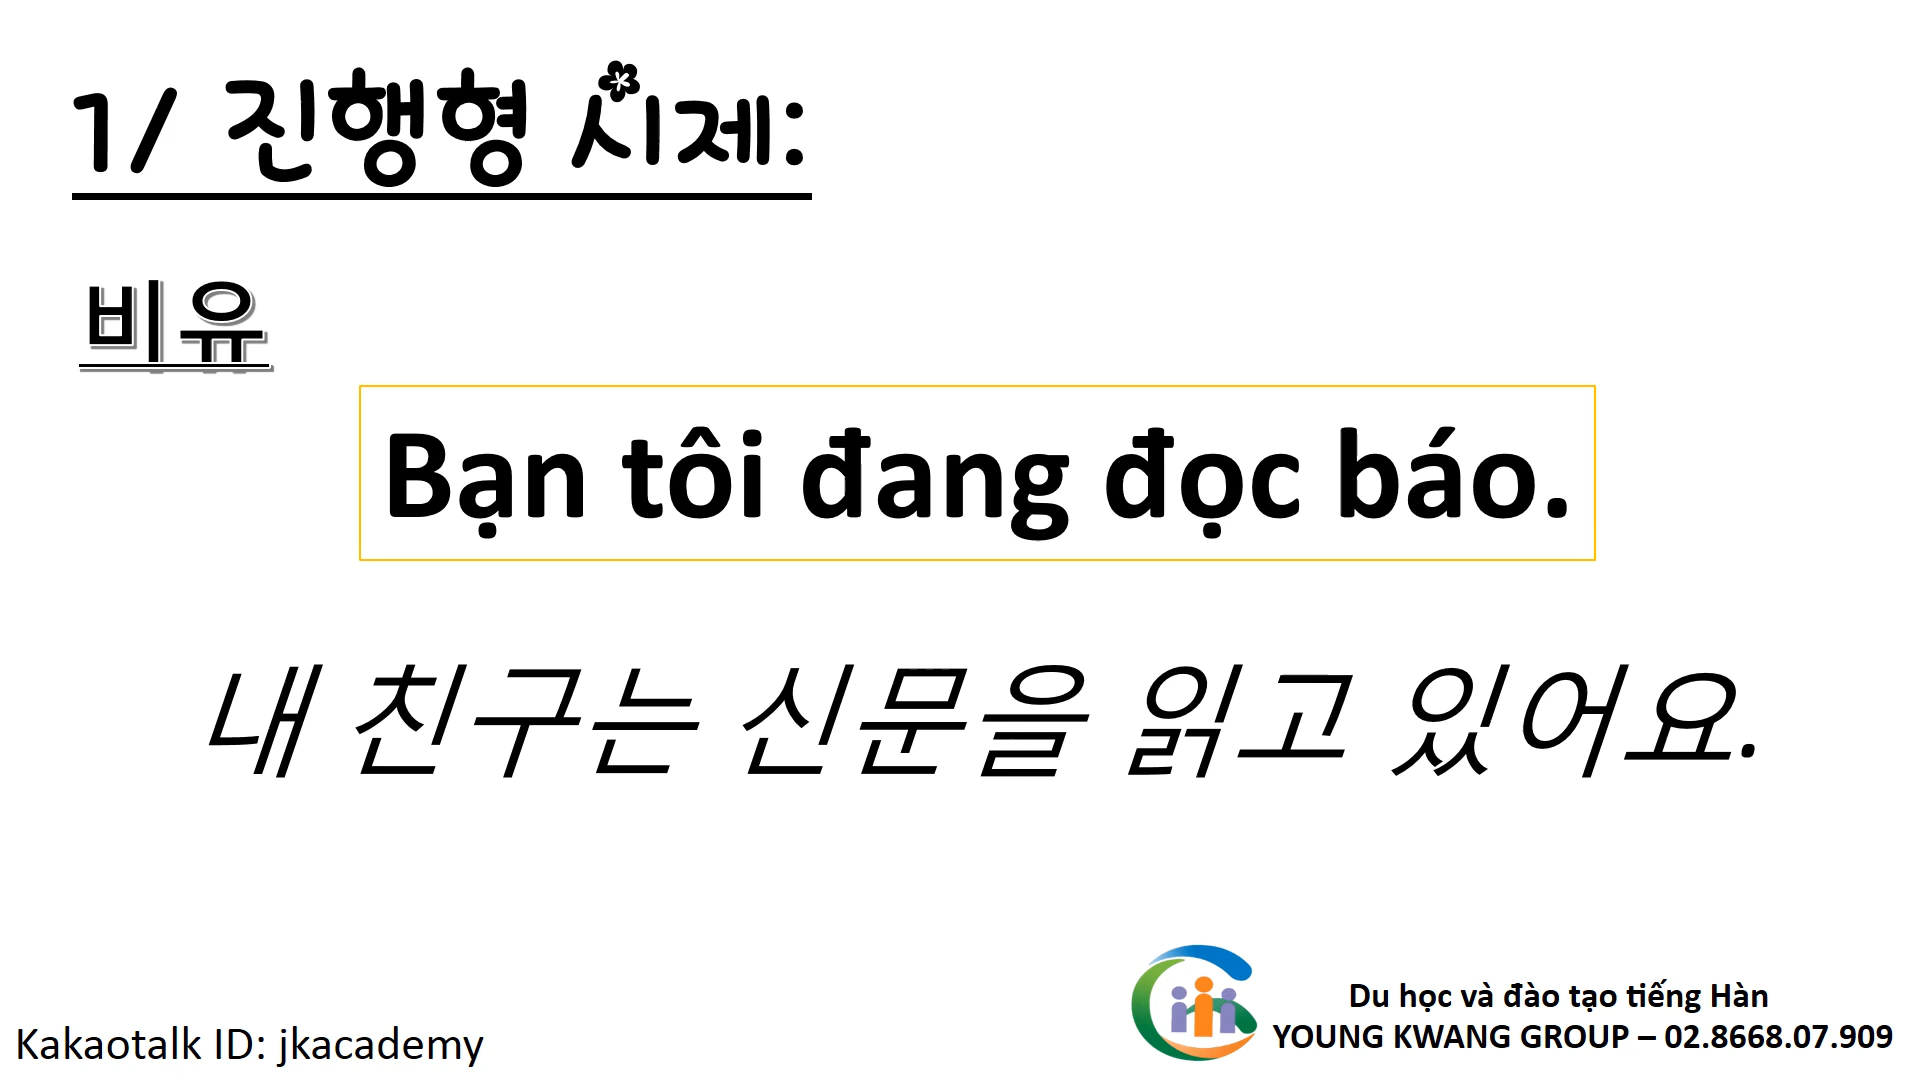 1/ 진행형 시제:
비유
Bạn tôi đang đọc báo.
내 친구는 신문을 읽고 있어요.
Du học và đào tạo tiếng Hàn
YOUNG KWANG GROUP – 02.8668.07.909
Kakaotalk ID: jkacademy